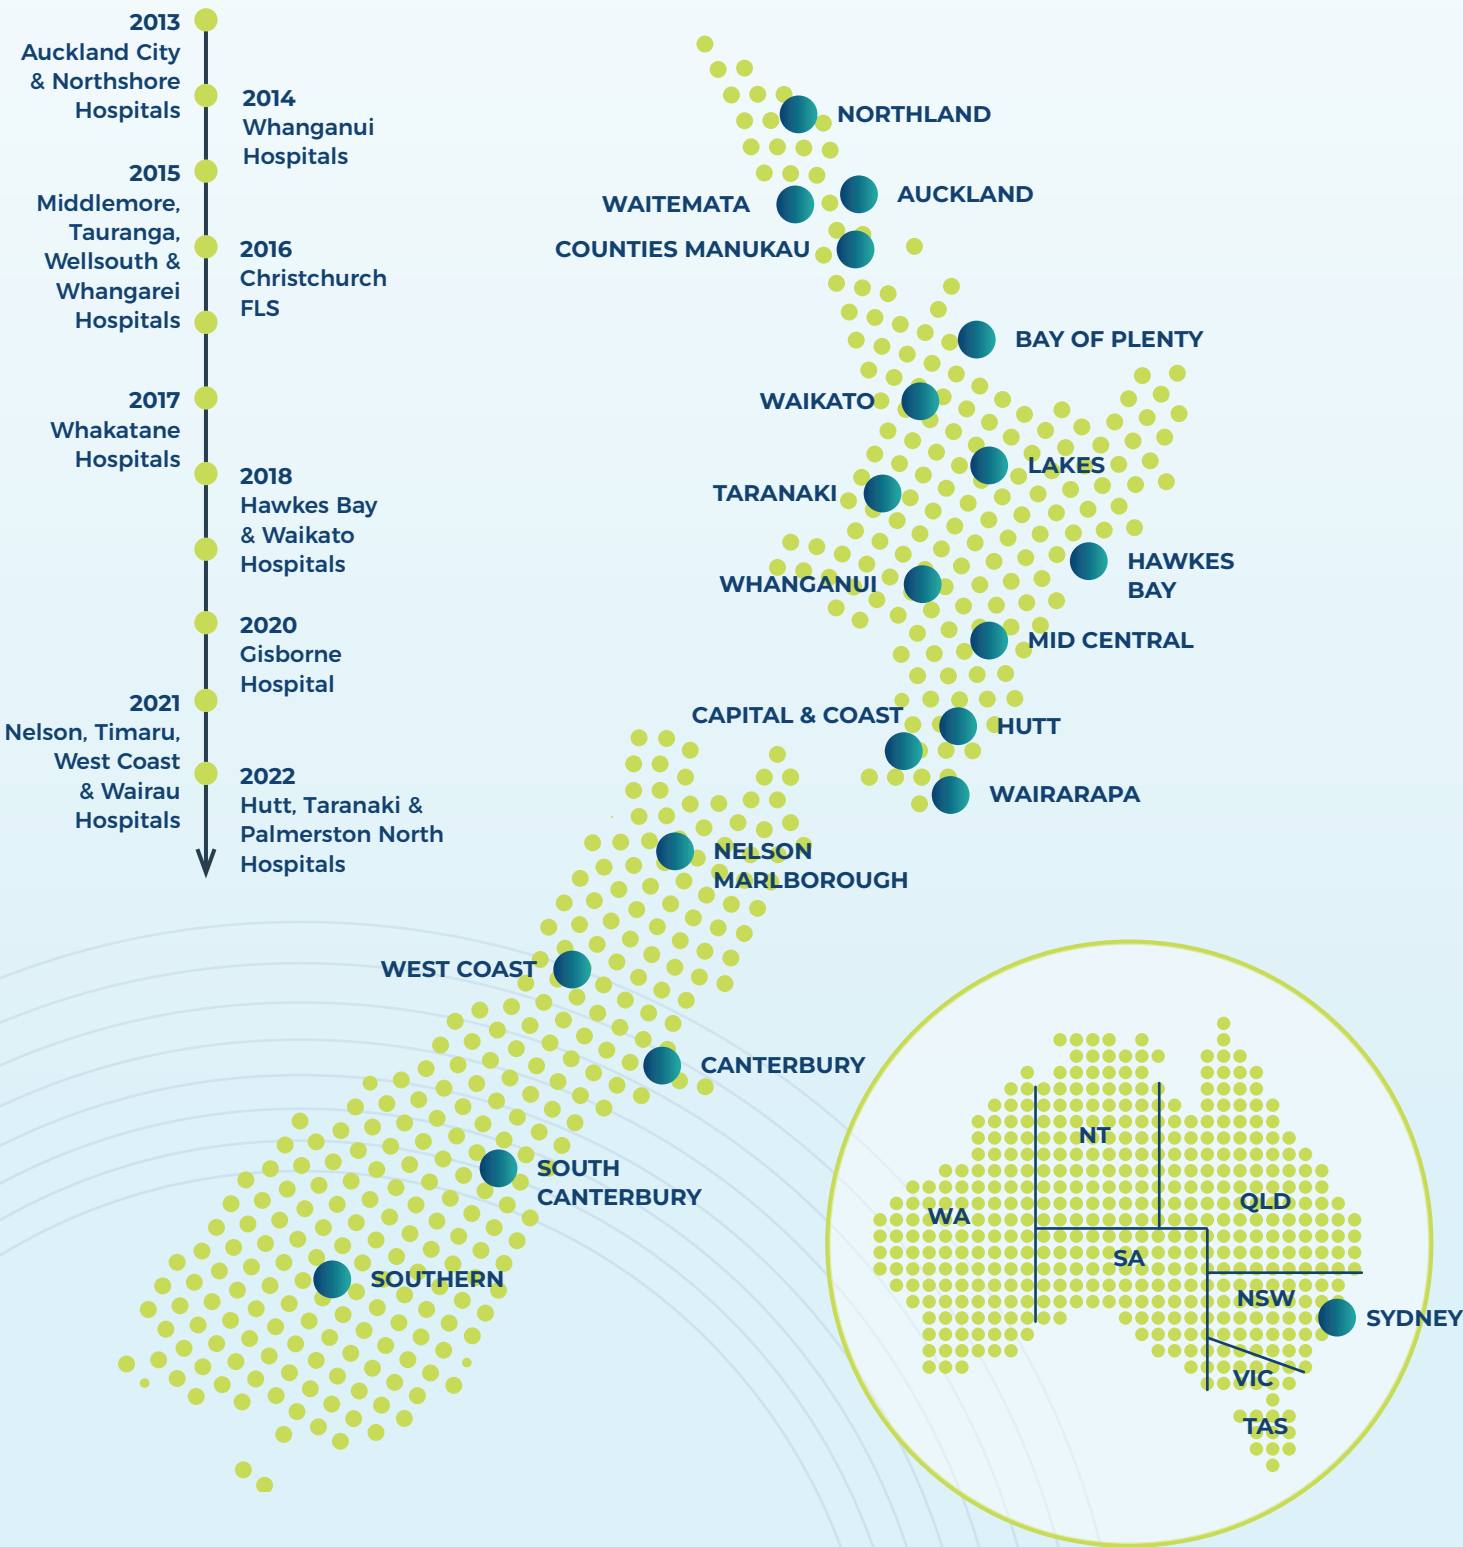 2013
Auckland City
& Northshore
Hospitals
2014
Whanganui
Hospitals
2015
Middlemore,
Tauranga,
Wellsouth &
Whangarei
Hospitals
2016
Christchurch
FLS
2017
Whakatane
Hospitals
2018
Hawkes Bay
& Waikato
Hospitals
2020
Gisborne
Hospital
2021
Nelson, Timaru,
West Coast
& Wairau
Hospitals
2022
Hutt, Taranaki &
Palmerston North
Hospitals
NORTHLAND
AUCKLAND
WAITEMATA
COUNTIES MANUKAU
BAY OF PLENTY
WAIKATO
LAKES
TARANAKI
HAWKES
BAY
WHANGANUI
MID CENTRAL
CAPITAL & COAST
HUTT
WAIRARAPA
NELSON
MARLBOROUGH
WEST COAST
CANTERBURY
SOUTH
CANTERBURY
SOUTHERN
NT
QLD
WA
SA
NSW
SYDNEY
VIC
TAS